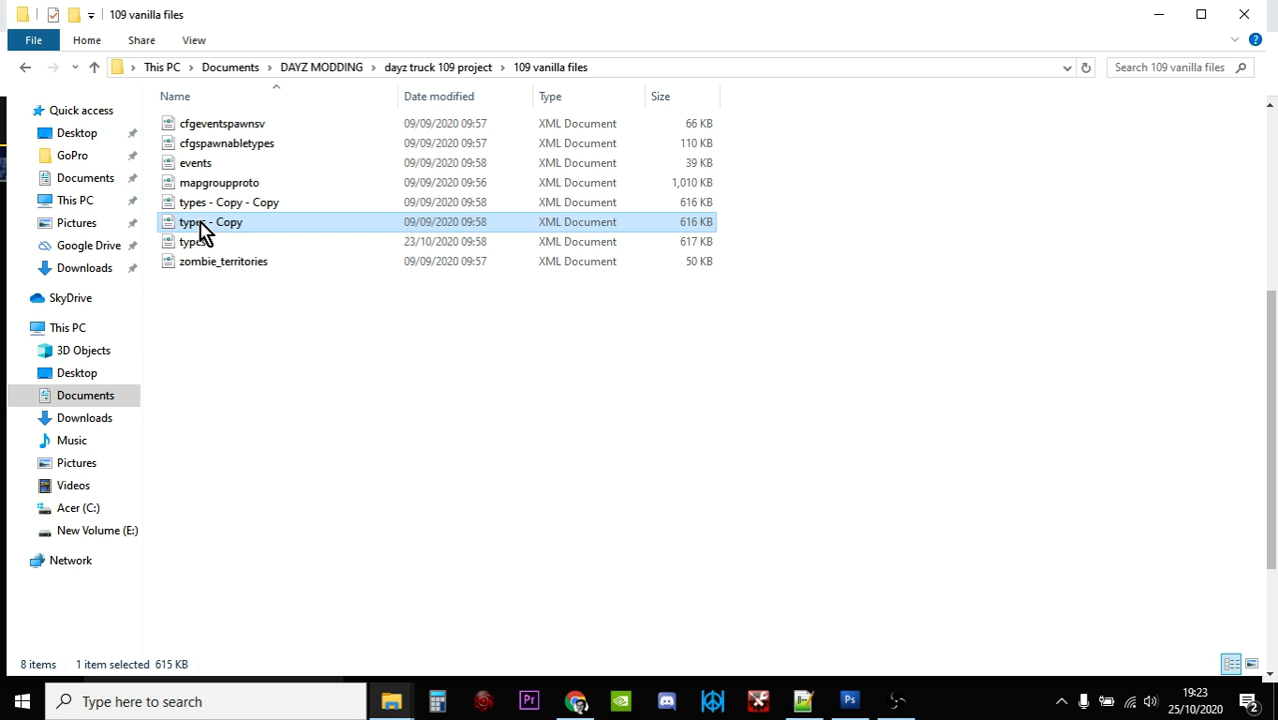 109 vanilla files
File Home Share View
This PC > Documents > DAYZ MODDING > dayz truck 109 project > 109 vanilla files
Search 109 vanilla files
Name Date modified Type Size
Quick access
Desktop
GoPro
Documents
This PC
Pictures
Google Drive
Downloads
SkyDrive
This PC
3D Objects
Desktop
Documents
Downloads
Music
Pictures
Videos
Acer (C:)
New Volume (E:)
Network
cfgeventspawnsv 09/09/2020 09:57 XML Document 66 KB
cfgspawnabletypes 09/09/2020 09:57 XML Document 110 KB
events 09/09/2020 09:58 XML Document 39 KB
mapgroupproto 09/09/2020 09:56 XML Document 1,010 KB
types - Copy - Copy 09/09/2020 09:58 XML Document 616 KB
types - Copy 09/09/2020 09:58 XML Document 616 KB
types 23/10/2020 09:58 XML Document 617 KB
zombie_territories 09/09/2020 09:57 XML Document 50 KB
8 items 1 item selected 615 KB
Type here to search
Pr
Ps
19:23
25/10/2020
2